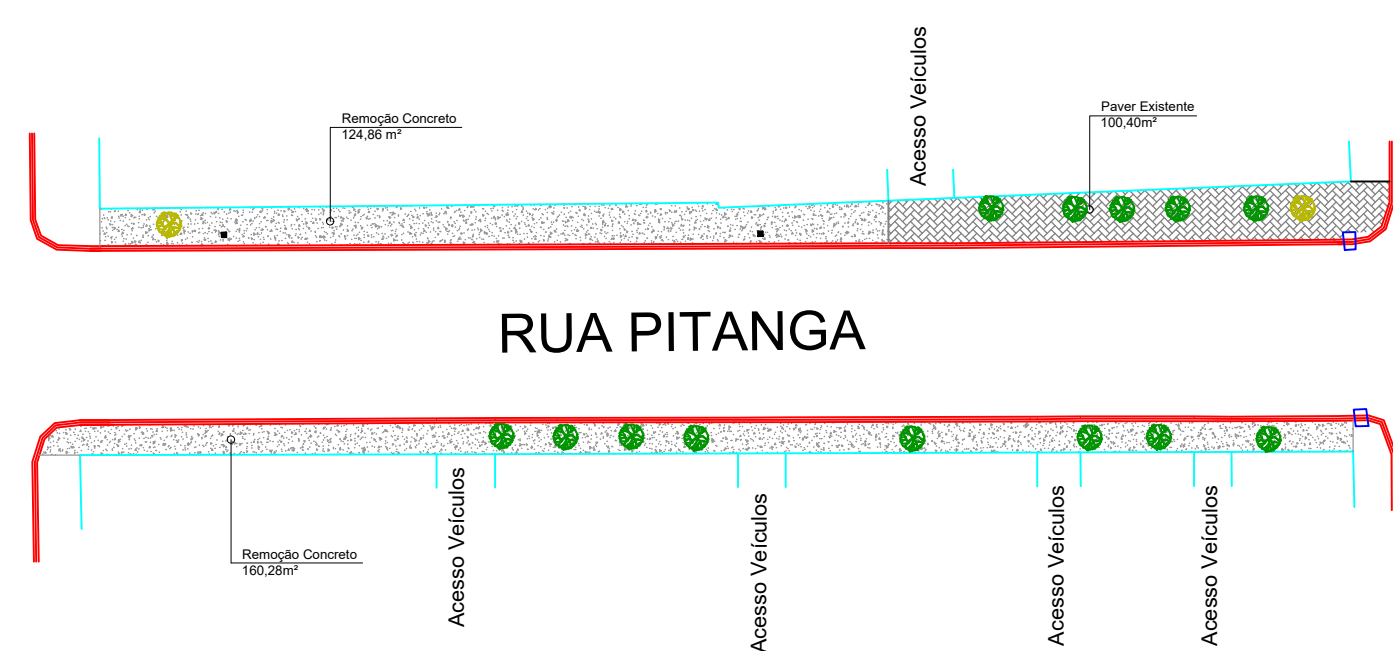 Acesso Veículos
Remoção Concreto
124,86 m²
Paver Existente
100,40m²
RUA PITANGA
Remoção Concreto
160,28m²
Acesso Veículos
Acesso Veículos
Acesso Veículos
Acesso Veículos